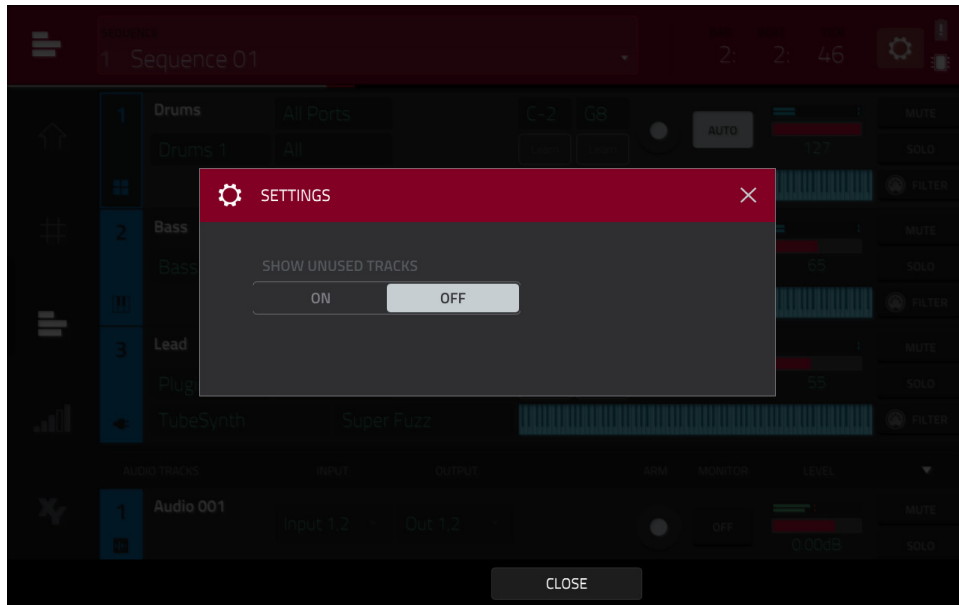 1 Sequence 01
2: 2: 46
1 Drums All Ports C-2 G8 AUTO MUTE
Drums 1 All 127 SOLO
FILTER
SETTINGS
2 Bass MUTE
Bass 65 SOLO
SHOW UNUSED TRACKS
ON OFF
FILTER
3 Lead MUTE
Plugi 55 SOLO
TubeSynth Super Fuzz FILTER
AUDIO TRACKS INPUT OUTPUT ARM MONITOR LEVEL
1 Audio 001 MUTE
Input 1,2 Out 1,2 OFF 0.00dB SOLO
XY
CLOSE